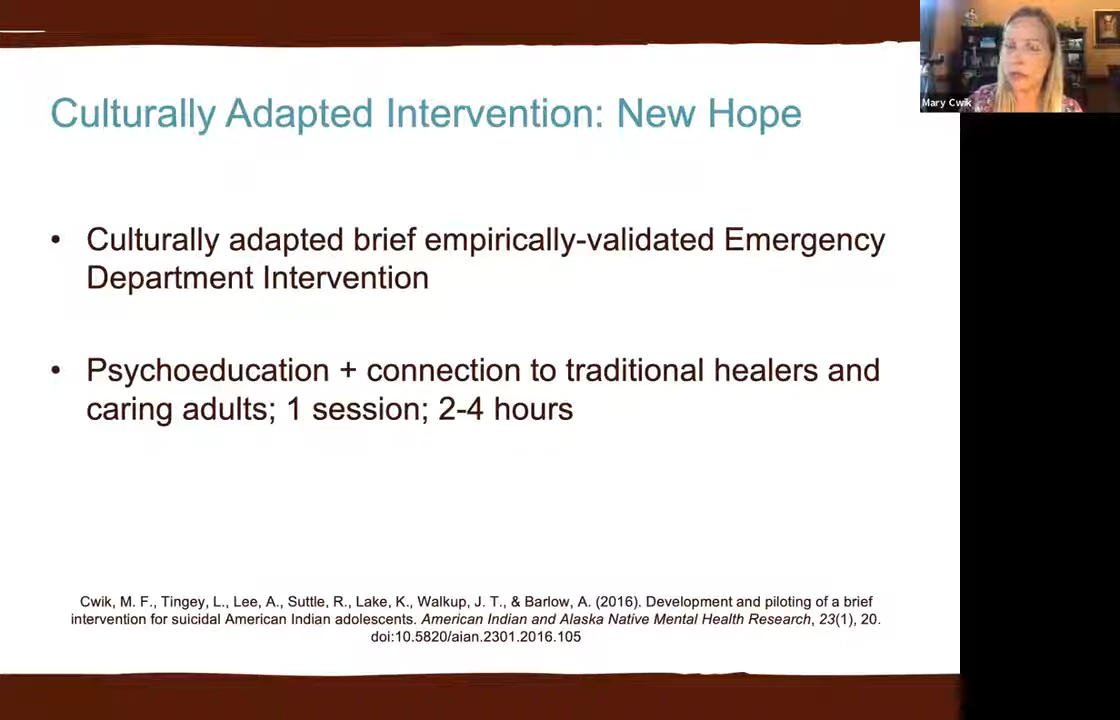 Culturally Adapted Intervention: New Hope
Mary Cwik
• Culturally adapted brief empirically-validated Emergency
Department Intervention
• Psychoeducation + connection to traditional healers and
caring adults; 1 session; 2-4 hours
Cwik, M. F., Tingey, L., Lee, A., Suttle, R., Lake, K., Walkup, J. T., & Barlow, A. (2016). Development and piloting of a brief
intervention for suicidal American Indian adolescents. American Indian and Alaska Native Mental Health Research, 23(1), 20.
doi:10.5820/aian.2301.2016.105